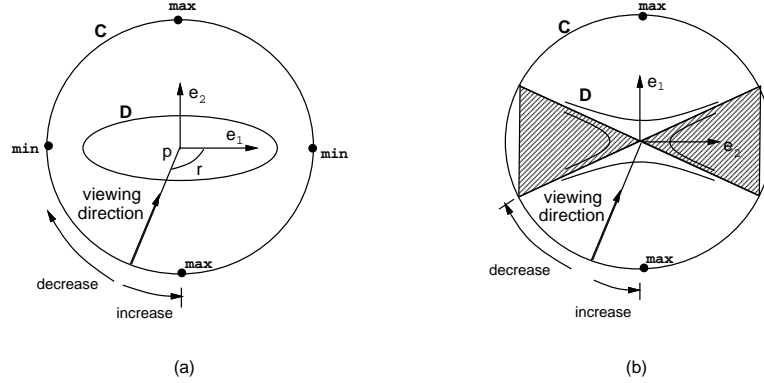 max
C
e2
D
e1
min
p
min
r
viewing
direction
max
decrease
increase
(a)
max
C
e1
D
e2
viewing
direction
max
decrease
increase
(b)